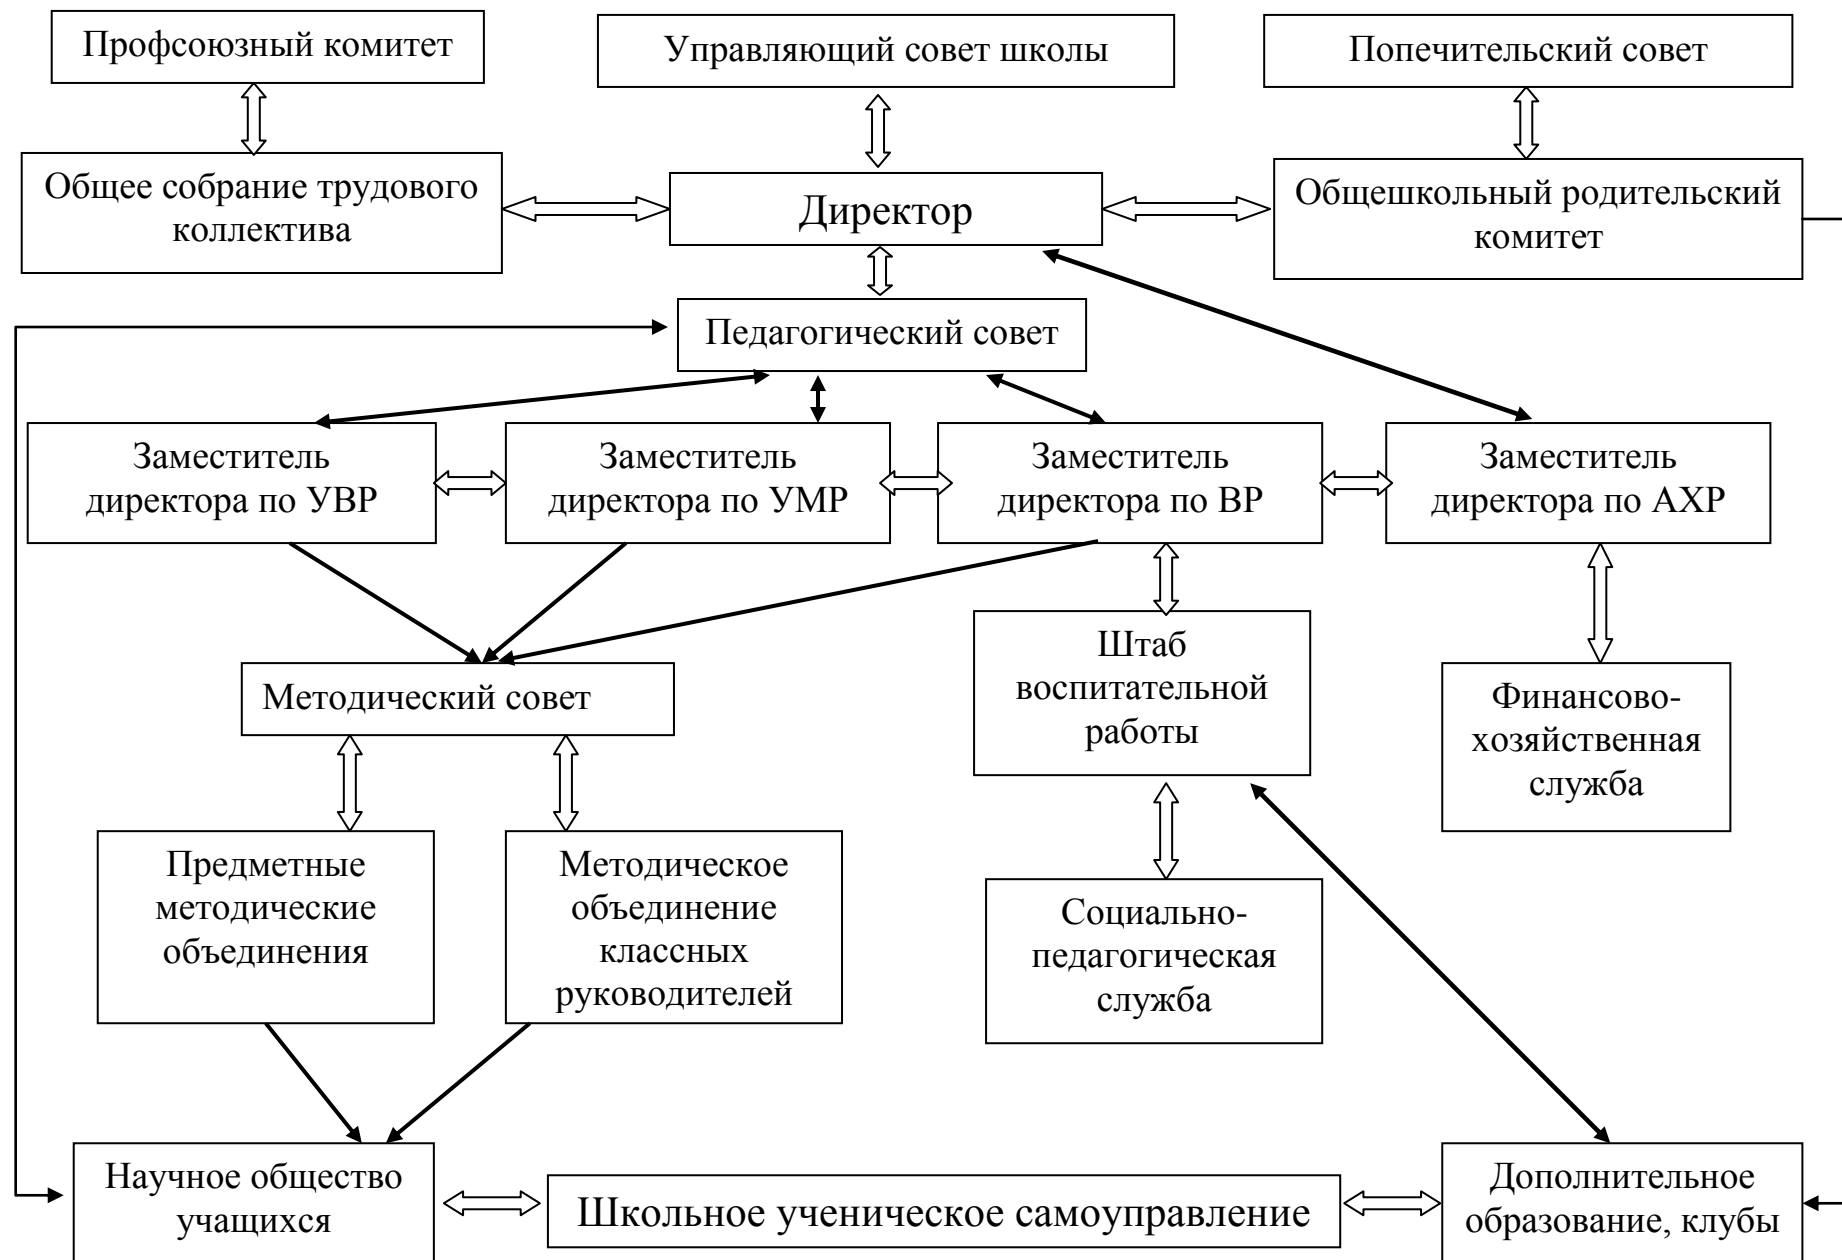 Профсоюзный комитет
Управляющий совет школы
Попечительский совет
Общее собрание трудового
коллектива
Директор
Общешкольный родительский
комитет
Педагогический совет
Заместитель
директора по УВР
Заместитель
директора по УМР
Заместитель
директора по ВР
Заместитель
директора по АХР
Методический совет
Штаб
воспитательной
работы
Финансово-
хозяйственная
служба
Предметные
методические
объединения
Методическое
объединение
классных
руководителей
Социально-
педагогическая
служба
Научное общество
учащихся
Школьное ученическое самоуправление
Дополнительное
образование, клубы